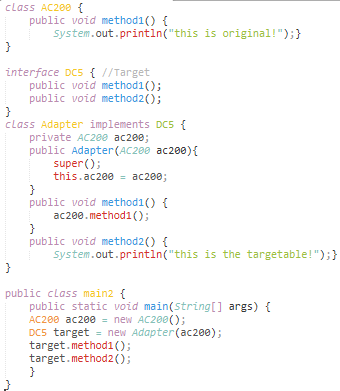 class AC200 {
    public void method1() {
        System.out.println("this is original!");}
}

interface DC5 { //Target
    public void method1();
    public void method2();
}
class Adapter implements DC5 {
    private AC200 ac200;
    public Adapter(AC200 ac200){
        super();
        this.ac200 = ac200;
    }
    public void method1() {
        ac200.method1();
    }
    public void method2() {
        System.out.println("this is the targetable!");}
}

public class main2 {
    public static void main(String[] args) {
    AC200 ac200 = new AC200();
    DC5 target = new Adapter(ac200);
    target.method1();
    target.method2();
    }
}